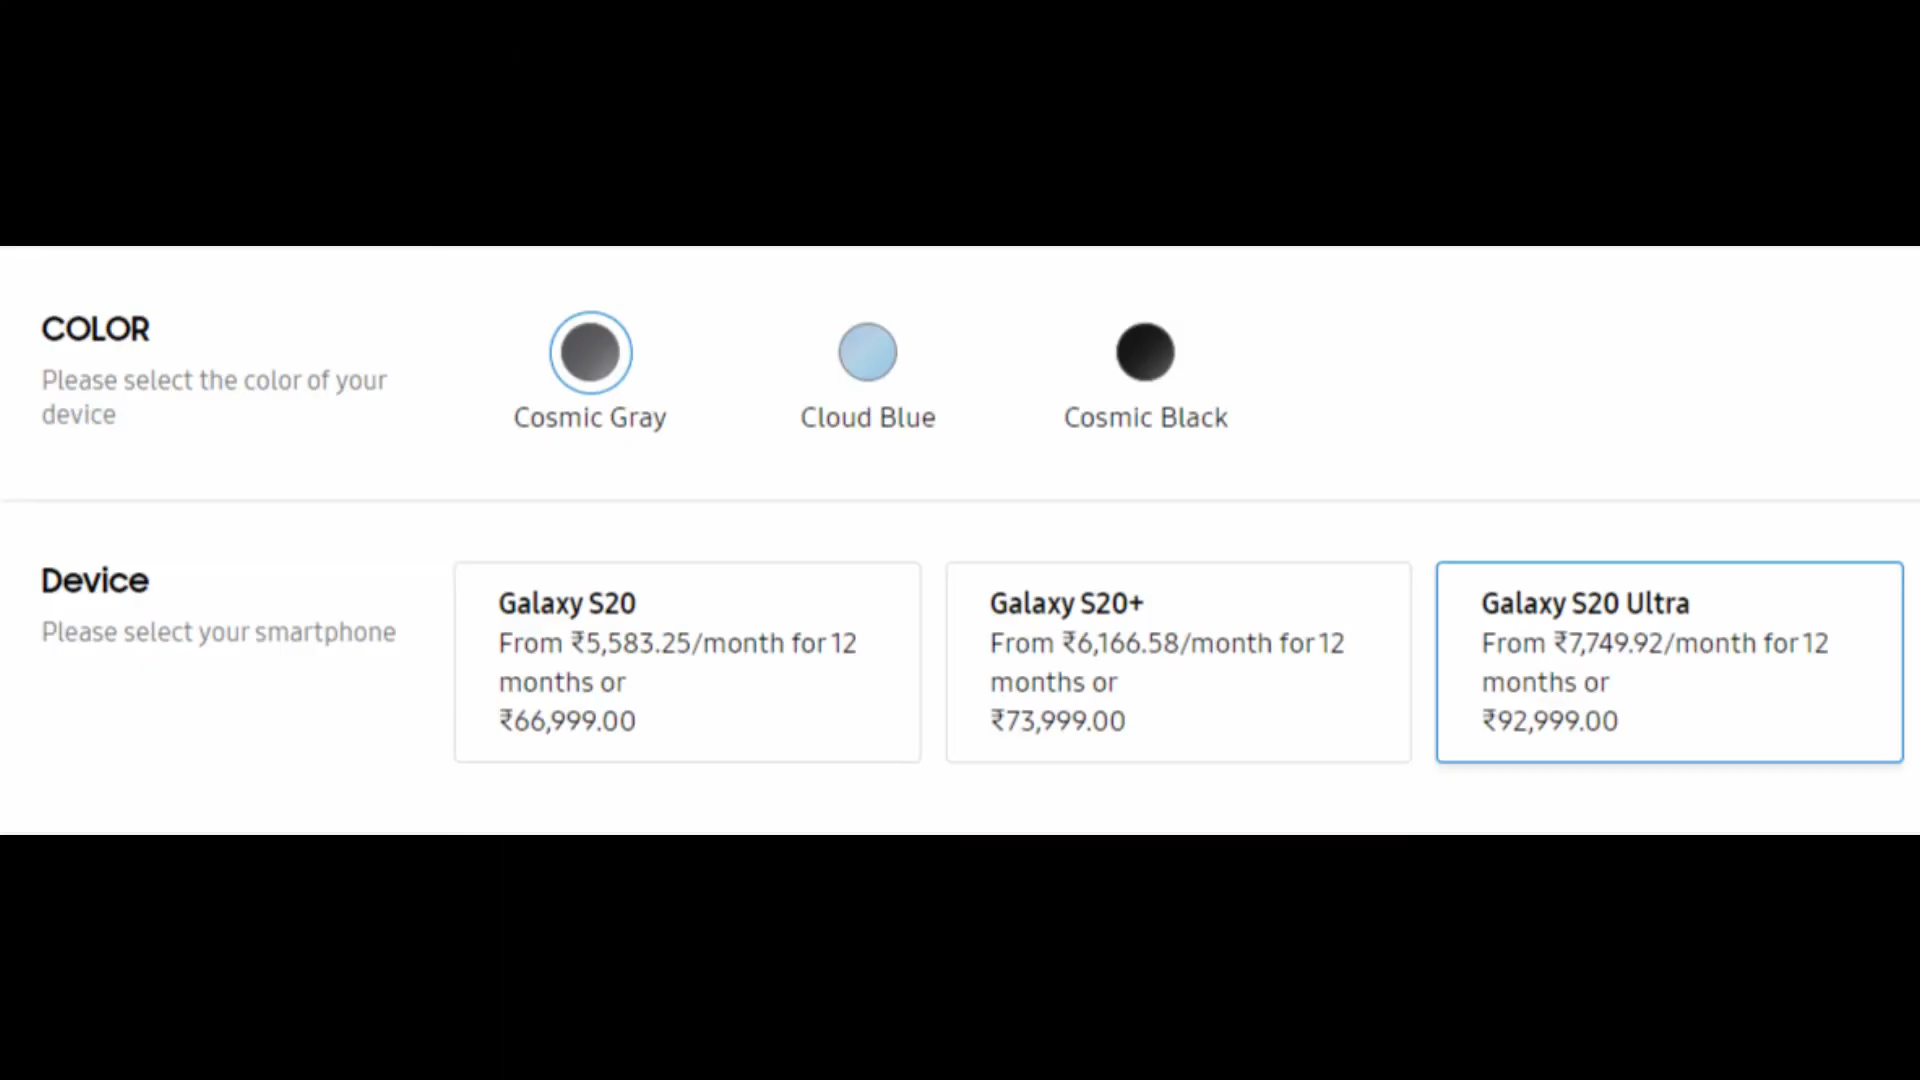 COLOR
Please select the color of your
device
Cosmic Gray
Cloud Blue
Cosmic Black
Device
Please select your smartphone
Galaxy S20
From ₹5,583.25/month for 12
months or
₹66,999.00
Galaxy S20+
From ₹6,166.58/month for 12
months or
₹73,999.00
Galaxy S20 Ultra
From ₹7,749.92/month for 12
months or
₹92,999.00